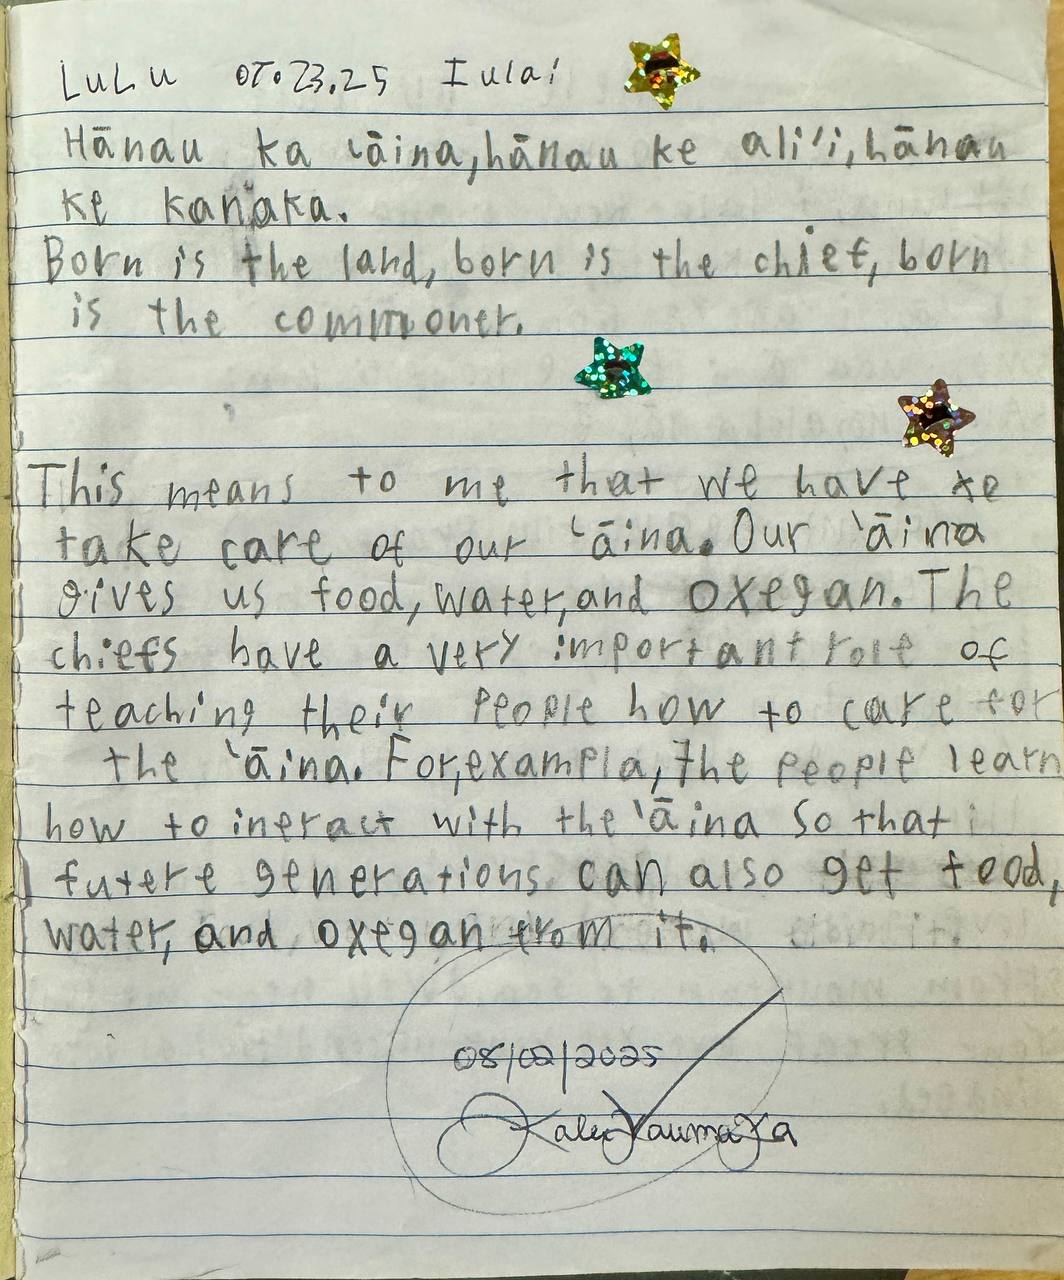 LuLu 07.23.25 Iulai
Hānau ka ʻāina, hānau ke aliʻi, hānau
ke kanaka.
Born is the land, born is the chief, born
is the commoner.
This means to me that we have to
take care of our ʻāina. Our ʻāina
gives us food, water, and oxegan. The
chiefs have a very important role of
teaching their people how to care for
the ʻāina. For, exampla, the people learn
how to ineract with the ʻāina so that
futere generations can also get food,
water, and oxegan from it.
08/02/2025